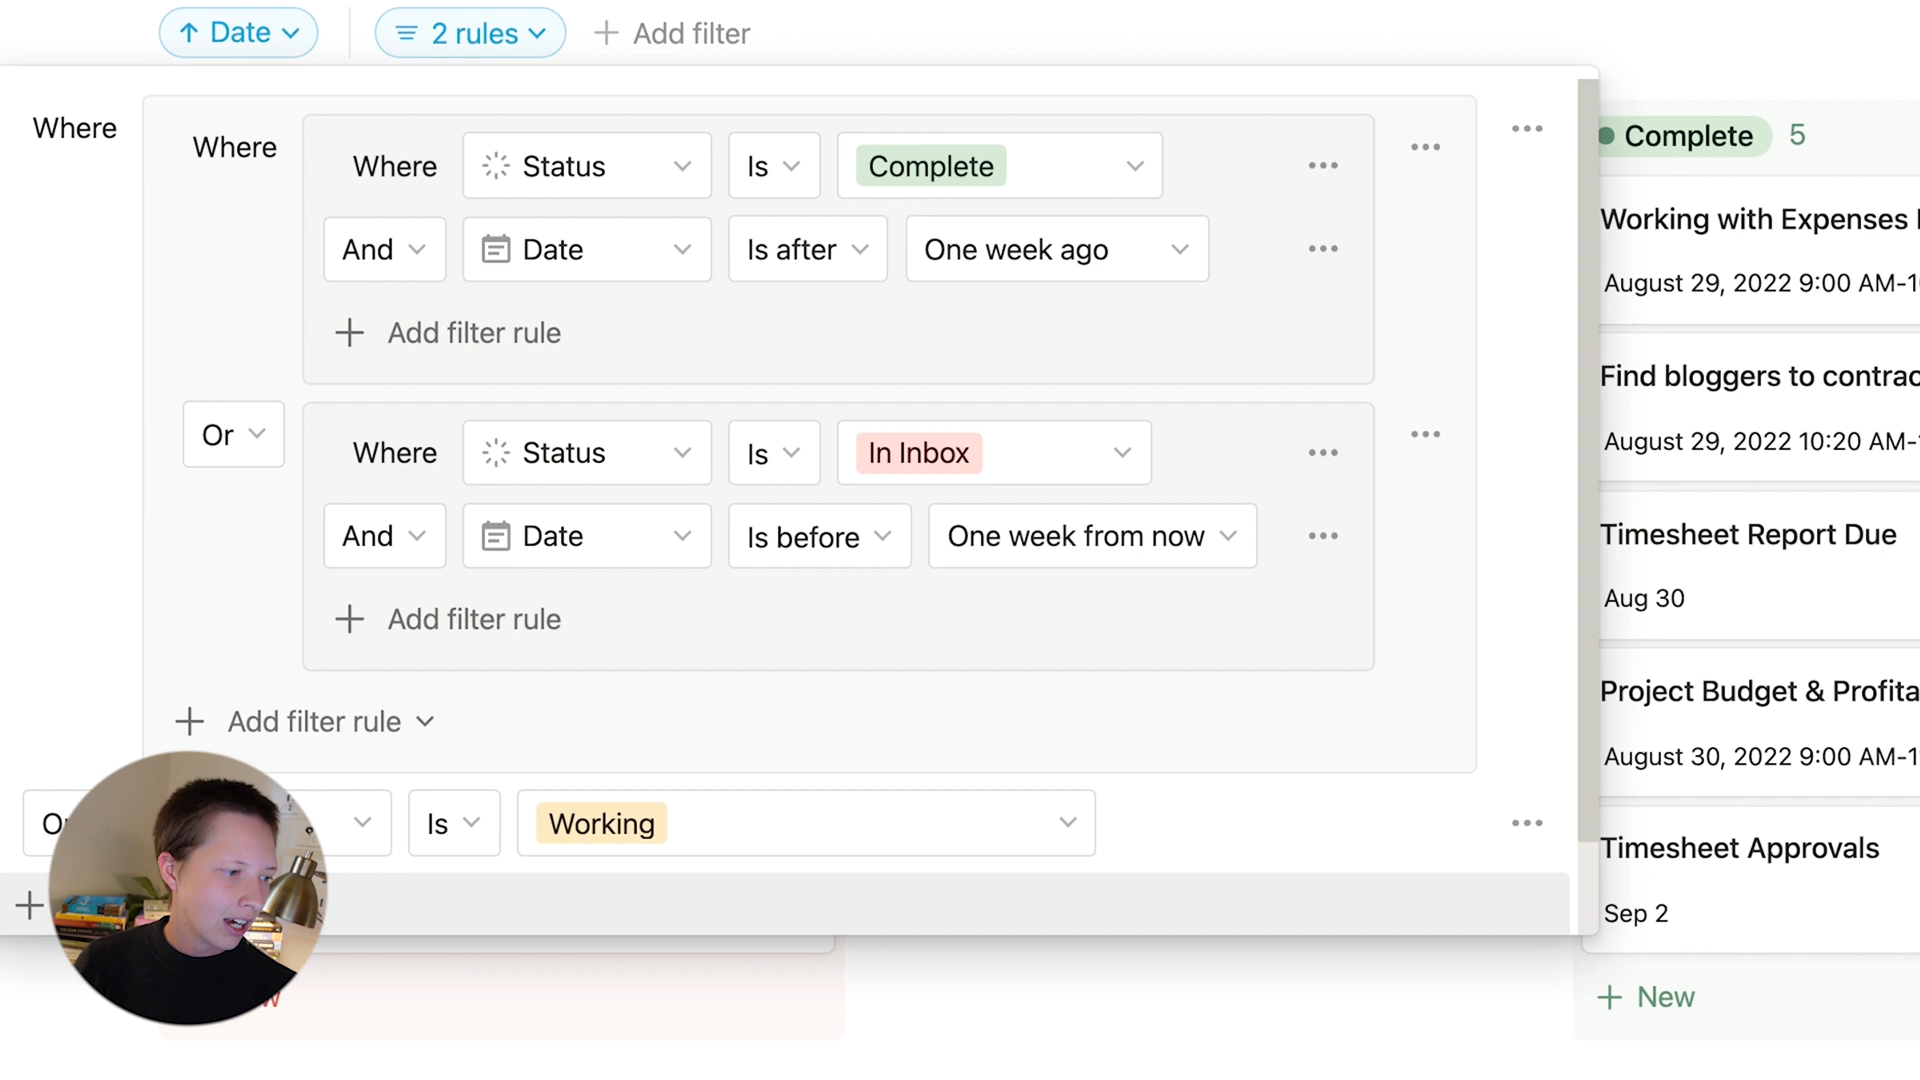 Date
2 rules
Add filter
Where
Where
Where
Status
Is
Complete
And
Date
Is after
One week ago
Add filter rule
Or
Where
Status
Is
In Inbox
And
Date
Is before
One week from now
Add filter rule
Add filter rule
Is
Working
Complete 5
Working with Expenses
August 29, 2022 9:00 AM-1
Find bloggers to contrac
August 29, 2022 10:20 AM-
Timesheet Report Due
Aug 30
Project Budget & Profita
August 30, 2022 9:00 AM-1
Timesheet Approvals
Sep 2
New